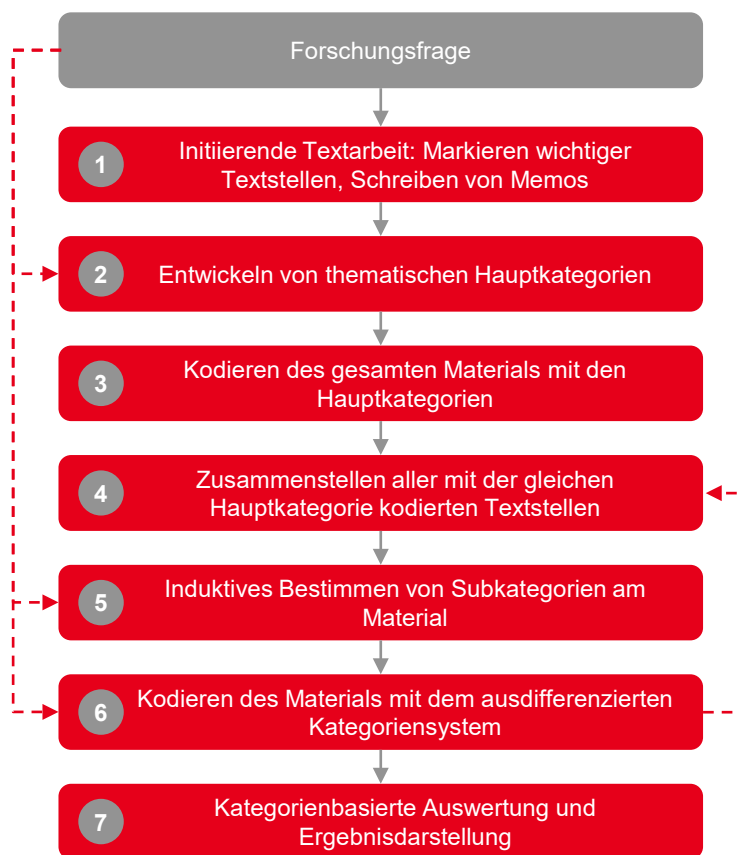 Forschungsfrage
1
Initiierende Textarbeit: Markieren wichtiger
Textstellen, Schreiben von Memos
2
Entwickeln von thematischen Hauptkategorien
3
Kodieren des gesamten Materials mit den
Hauptkategorien
4
Zusammenstellen aller mit der gleichen
Hauptkategorie kodierten Textstellen
5
Induktives Bestimmen von Subkategorien am
Material
6
Kodieren des Materials mit dem ausdifferenzierten
Kategoriensystem
7
Kategorienbasierte Auswertung und
Ergebnisdarstellung